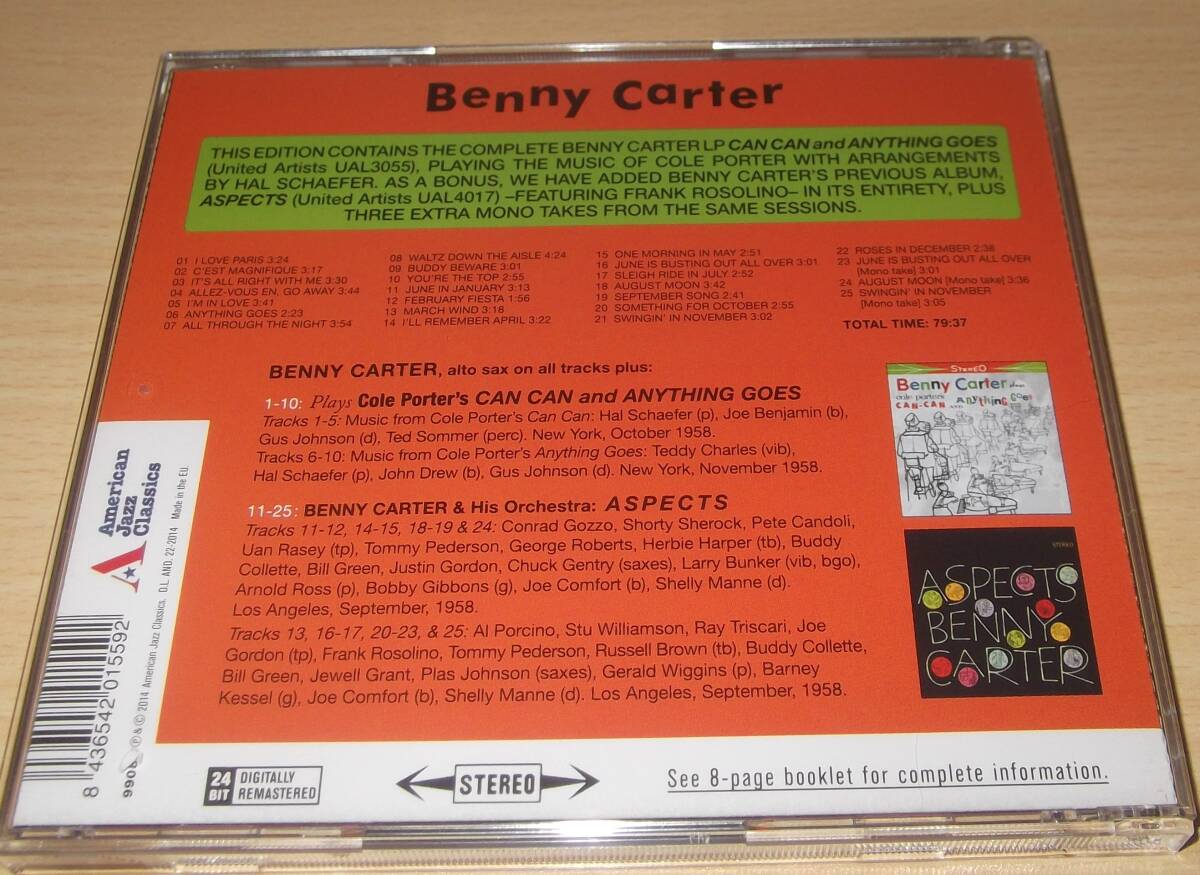 Benny Carter
THIS EDITION CONTAINS THE COMPLETE BENNY CARTER LP CAN CAN and ANYTHING GOES
(United Artists UAL3055), PLAYING THE MUSIC OF COLE PORTER WITH ARRANGEMENTS
BY HAL SCHAEFER. AS A BONUS, WE HAVE ADDED BENNY CARTER'S PREVIOUS ALBUM,
ASPECTS (United Artists UAL4017) –FEATURING FRANK ROSOLINO– IN ITS ENTIRETY, PLUS
THREE EXTRA MONO TAKES FROM THE SAME SESSIONS.
01 I LOVE PARIS 3:24
02 C'EST MAGNIFIQUE 3:17
03 IT'S ALL RIGHT WITH ME 3:30
04 ALLEZ-VOUS EN, GO AWAY 3:44
05 I'M IN LOVE 3:41
06 ANYTHING GOES 2:23
07 ALL THROUGH THE NIGHT 3:54
08 WALTZ DOWN THE AISLE 4:24
09 BUDDY BEWARE 3:01
10 YOU'RE THE TOP 2:55
11 JUNE IN JANUARY 3:13
12 FEBRUARY FIESTA 1:56
13 MARCH WIND 3:18
14 I'LL REMEMBER APRIL 3:22
15 ONE MORNING IN MAY 2:51
16 JUNE IS BUSTING OUT ALL OVER 3:01
17 SLEIGH RIDE IN JULY 2:52
18 AUGUST MOON 3:42
19 SEPTEMBER SONG 2:41
20 SOMETHING FOR OCTOBER 2:55
21 SWINGIN' IN NOVEMBER 3:02
22 ROSES IN DECEMBER 2:38
23 JUNE IS BUSTING OUT ALL OVER
[Mono take] 3:01
24 AUGUST MOON [Mono take] 3:36
25 SWINGIN' IN NOVEMBER
[Mono take] 3:05
TOTAL TIME: 79:37
BENNY CARTER, alto sax on all tracks plus:
1-10: Plays Cole Porter's CAN CAN and ANYTHING GOES
Tracks 1-5: Music from Cole Porter's Can Can: Hal Schaefer (p), Joe Benjamin (b),
Gus Johnson (d), Ted Sommer (perc). New York, October 1958.
Tracks 6-10: Music from Cole Porter's Anything Goes: Teddy Charles (vib),
Hal Schaefer (p), John Drew (b), Gus Johnson (d). New York, November 1958.
11-25: BENNY CARTER & His Orchestra: ASPECTS
Tracks 11-12, 14-15, 18-19 & 24: Conrad Gozzo, Shorty Sherock, Pete Candoli,
Uan Rasey (tp), Tommy Pederson, George Roberts, Herbie Harper (tb), Buddy
Collette, Bill Green, Justin Gordon, Chuck Gentry (saxes), Larry Bunker (vib, bgo),
Arnold Ross (p), Bobby Gibbons (g), Joe Comfort (b), Shelly Manne (d).
Los Angeles, September, 1958.
Tracks 13, 16-17, 20-23, & 25: Al Porcino, Stu Williamson, Ray Triscari, Joe
Gordon (tp), Frank Rosolino, Tommy Pederson, Russell Brown (tb), Buddy Collette,
Bill Green, Jewell Grant, Plas Johnson (saxes), Gerald Wiggins (p), Barney
Kessel (g), Joe Comfort (b), Shelly Manne (d). Los Angeles, September, 1958.
STEREO
Benny Carter plays
cole porter's
CAN-CAN AND Anything Goes
STEREO
ASPECTS
BENNY
CARTER
American
Jazz
Classics
℗ & © 2014 American Jazz Classics. D.L. AND. 22-2014 Made in the EU.
8 436542 015592
24 BIT DIGITALLY REMASTERED
STEREO
See 8-page booklet for complete information.